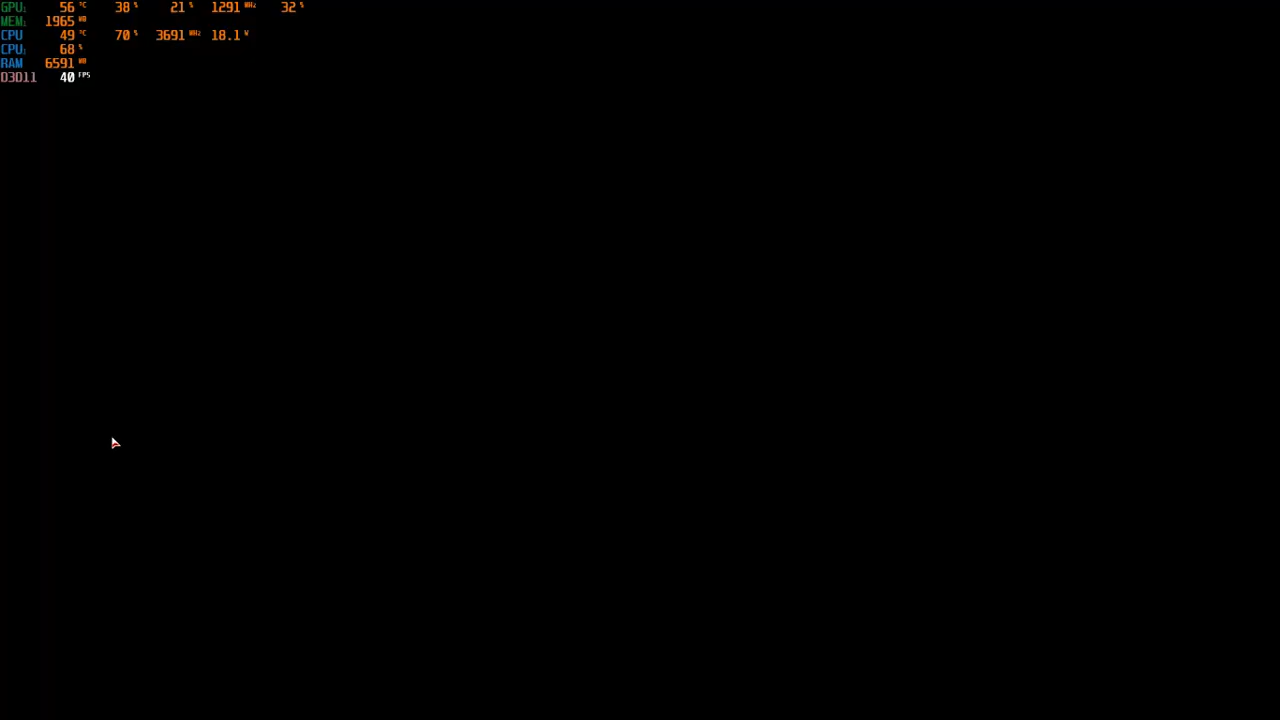 GPU1 56 °C 38 % 21 % 1291 MHz 32 %
MEM1 1965 MB
CPU 49 °C 70 % 3691 MHz 18.1 W
CPU1 68 %
RAM 6591 MB
D3D11 40 FPS